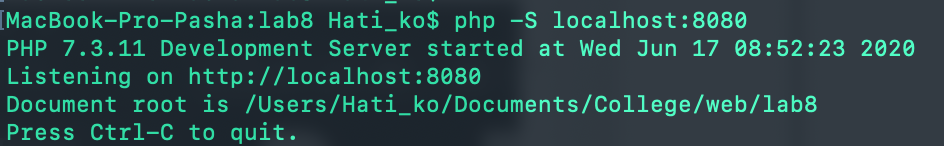 MacBook-Pro-Pasha:lab8 Hati_ko$ php -S localhost:8080
PHP 7.3.11 Development Server started at Wed Jun 17 08:52:23 2020
Listening on http://localhost:8080
Document root is /Users/Hati_ko/Documents/College/web/lab8
Press Ctrl-C to quit.